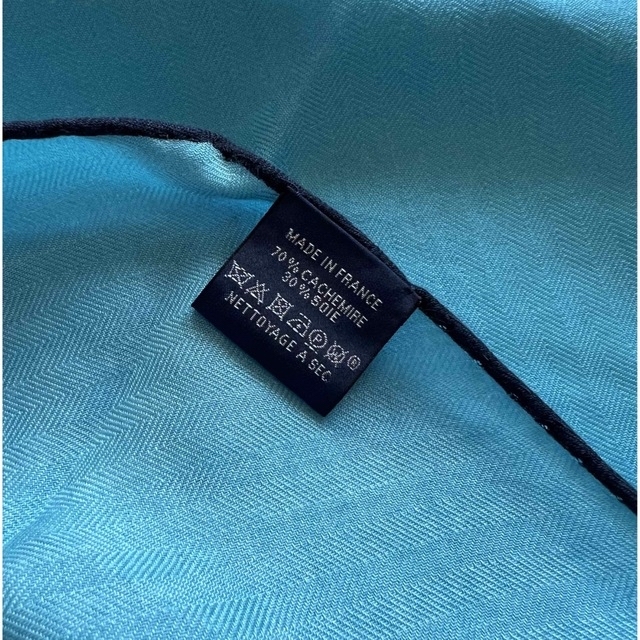 MADE IN FRANCE
70% CACHEMIRE
30% SOIE
P ®
NETTOYAGE A SEC